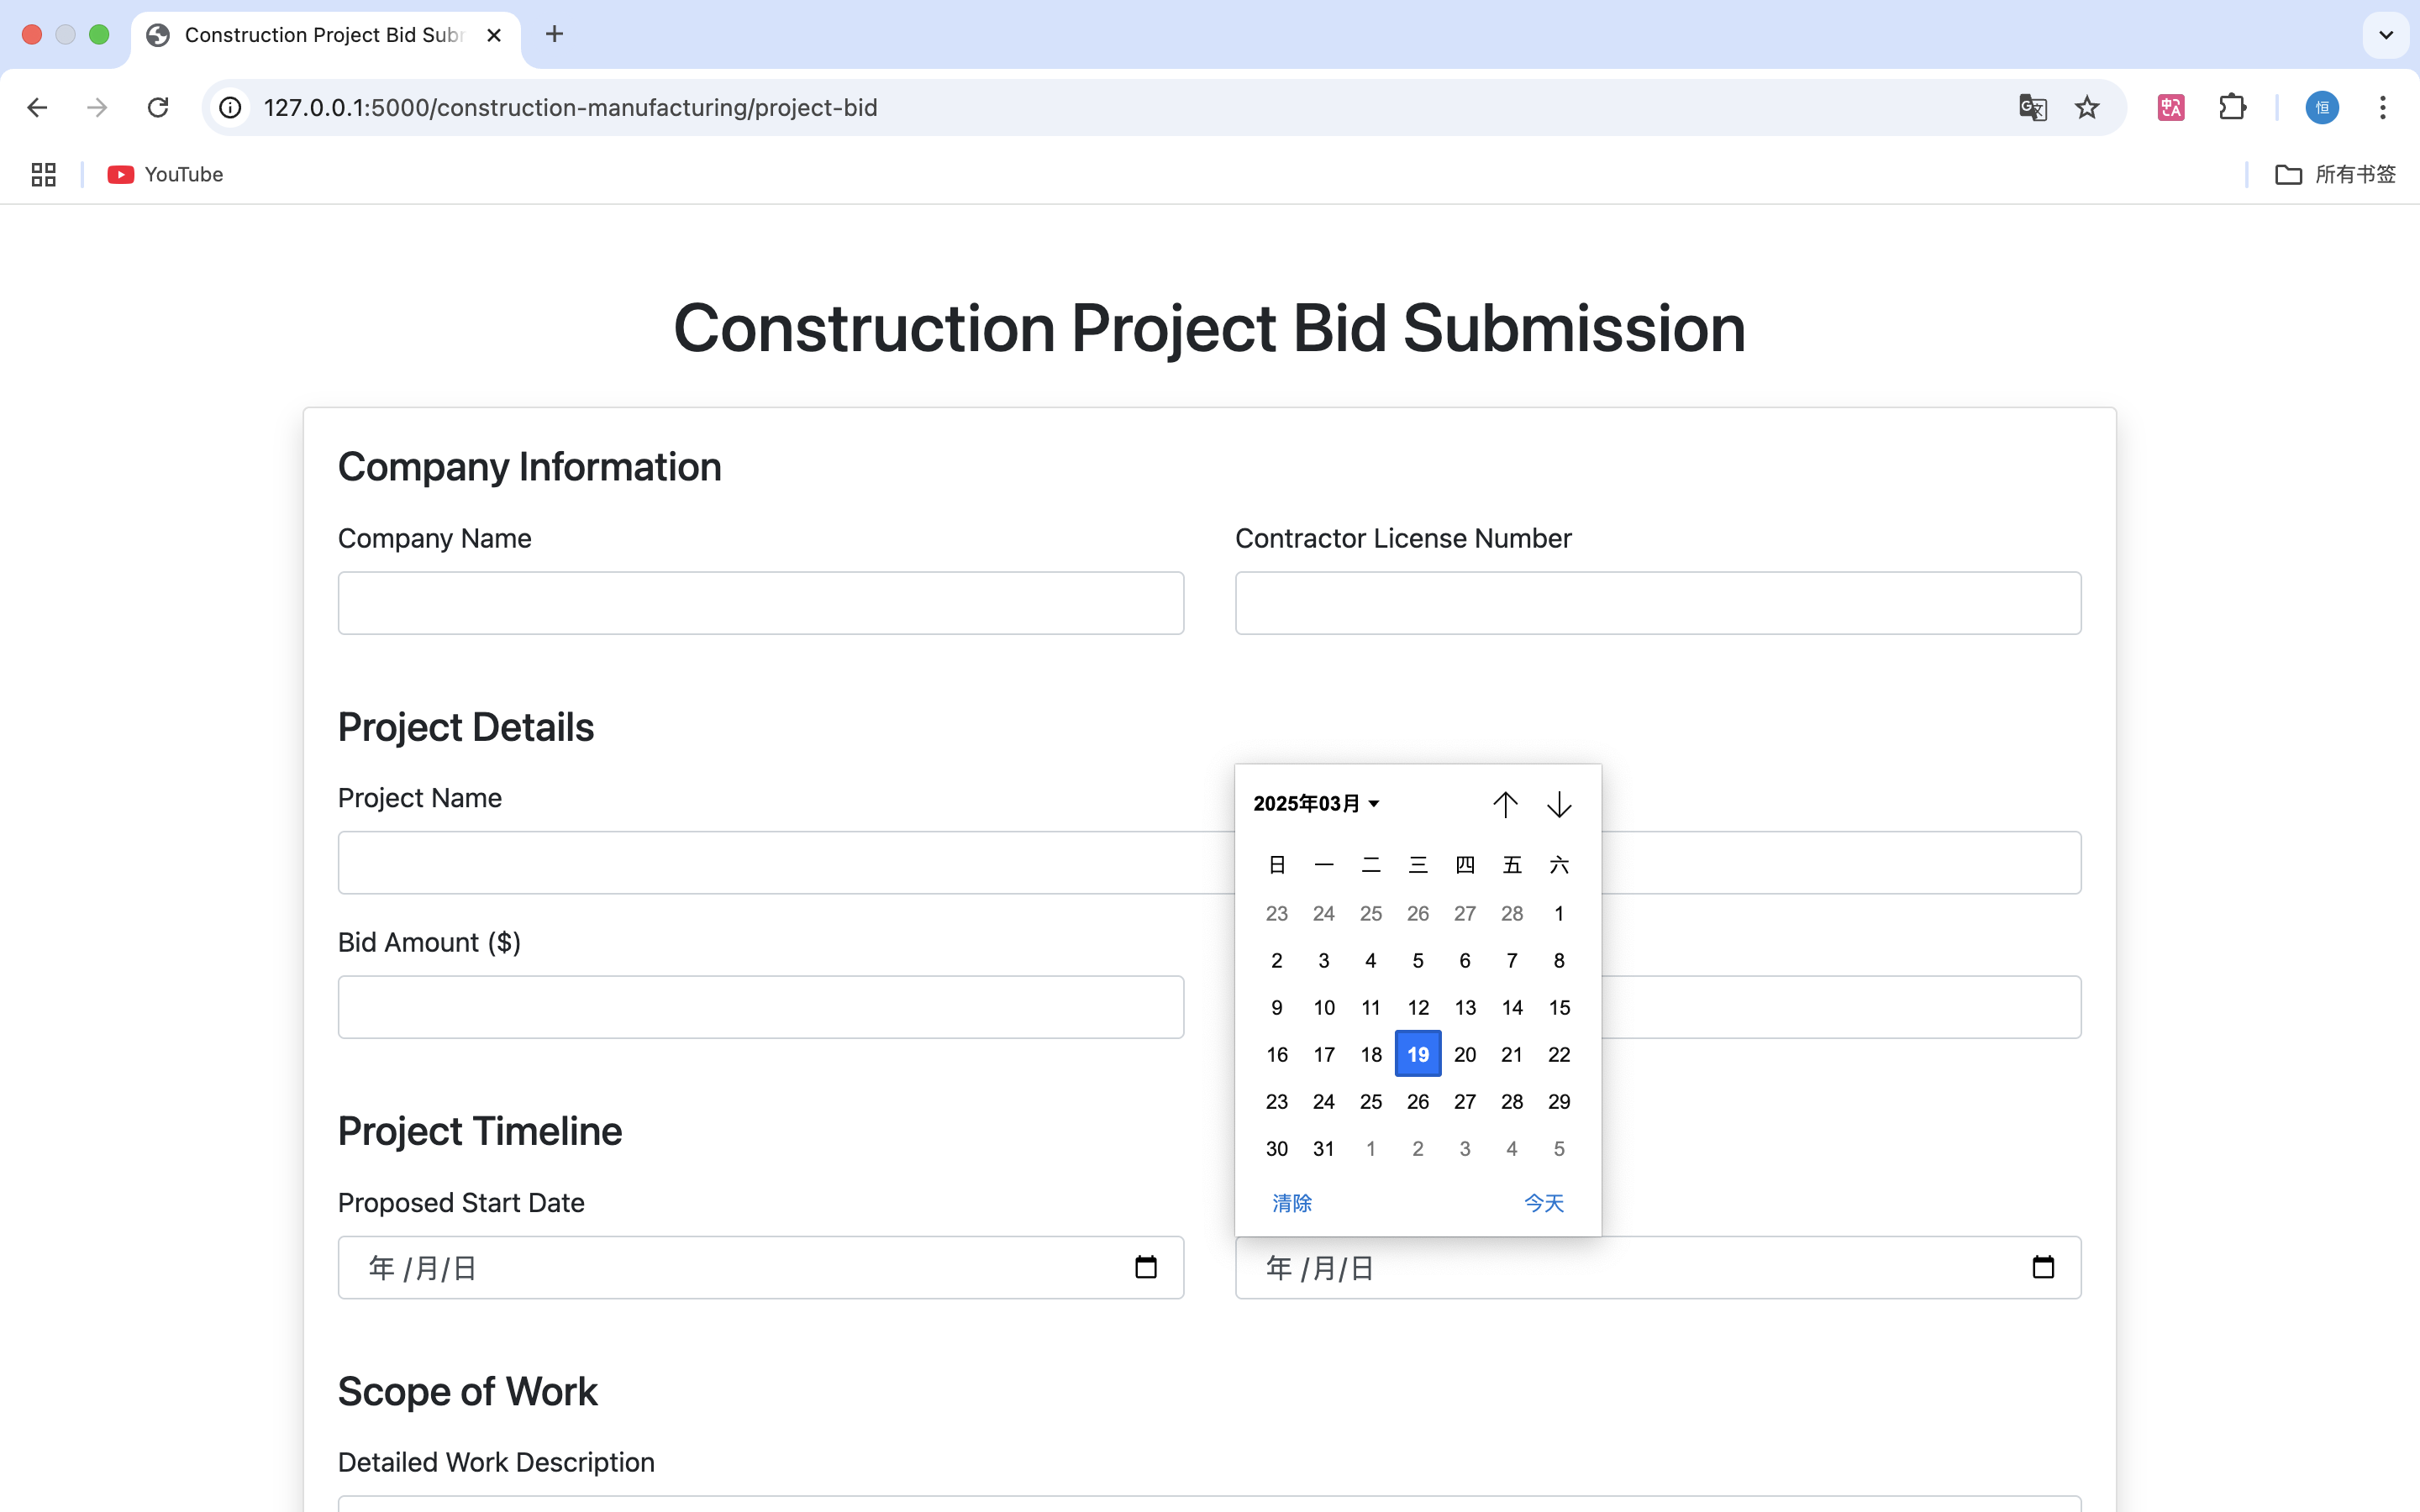 Construction Project Bid Subr
127.0.0.1:5000/construction-manufacturing/project-bid
恒
YouTube
所有书签
Construction Project Bid Submission
Company Information
Company Name
Contractor License Number
Project Details
Project Name
Bid Amount ($)
2025年03月
日 一 二 三 四 五 六
23 24 25 26 27 28 1
2 3 4 5 6 7 8
9 10 11 12 13 14 15
16 17 18 19 20 21 22
23 24 25 26 27 28 29
30 31 1 2 3 4 5
清除 今天
Project Timeline
Proposed Start Date
年 /月/日
年 /月/日
Scope of Work
Detailed Work Description